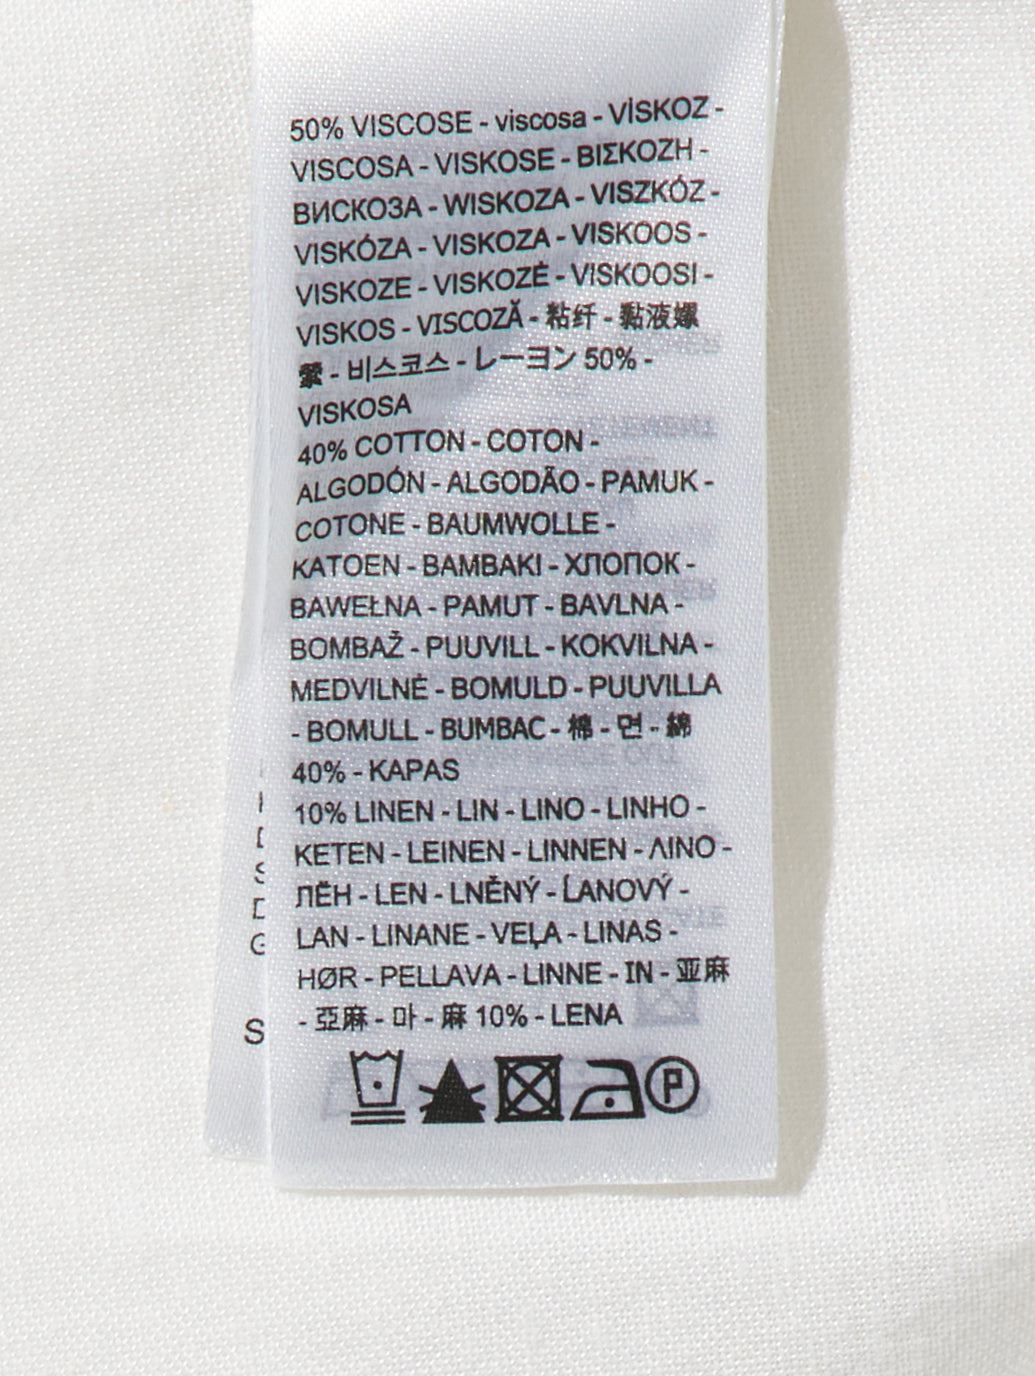 50% VISCOSE - viscosa - VİSKOZ -
VISCOSA - VISKOSE - ΒΙΣΚΟΖΗ -
ВИСКОЗА - WISKOZA - VISZKÓZ -
VISKÓZA - VISKOZA - VISKOOS -
VISKOZE - VISKOZĖ - VISKOOSI -
VISKOS - VISCOZĂ - 粘纤 - 黏液嫘
縈 - 비스코스 - レーヨン 50% -
VISKOSA
40% COTTON - COTON -
ALGODÓN - ALGODÃO - PAMUK -
COTONE - BAUMWOLLE -
KATOEN - BAMBAKI - ХЛОПОК -
BAWEŁNA - PAMUT - BAVLNA -
BOMBAŽ - PUUVILL - KOKVILNA -
MEDVILNĖ - BOMULD - PUUVILLA
- BOMULL - BUMBAC - 棉 - 면 - 綿
40% - KAPAS
10% LINEN - LIN - LINO - LINHO -
KETEN - LEINEN - LINNEN - ΛΙΝΟ -
ЛЁН - LEN - LNĚNÝ - ĹANOVÝ -
LAN - LINANE - VEĻA - LINAS -
HØR - PELLAVA - LINNE - IN - 亚麻
- 亞麻 - 마 - 麻 10% - LENA
P